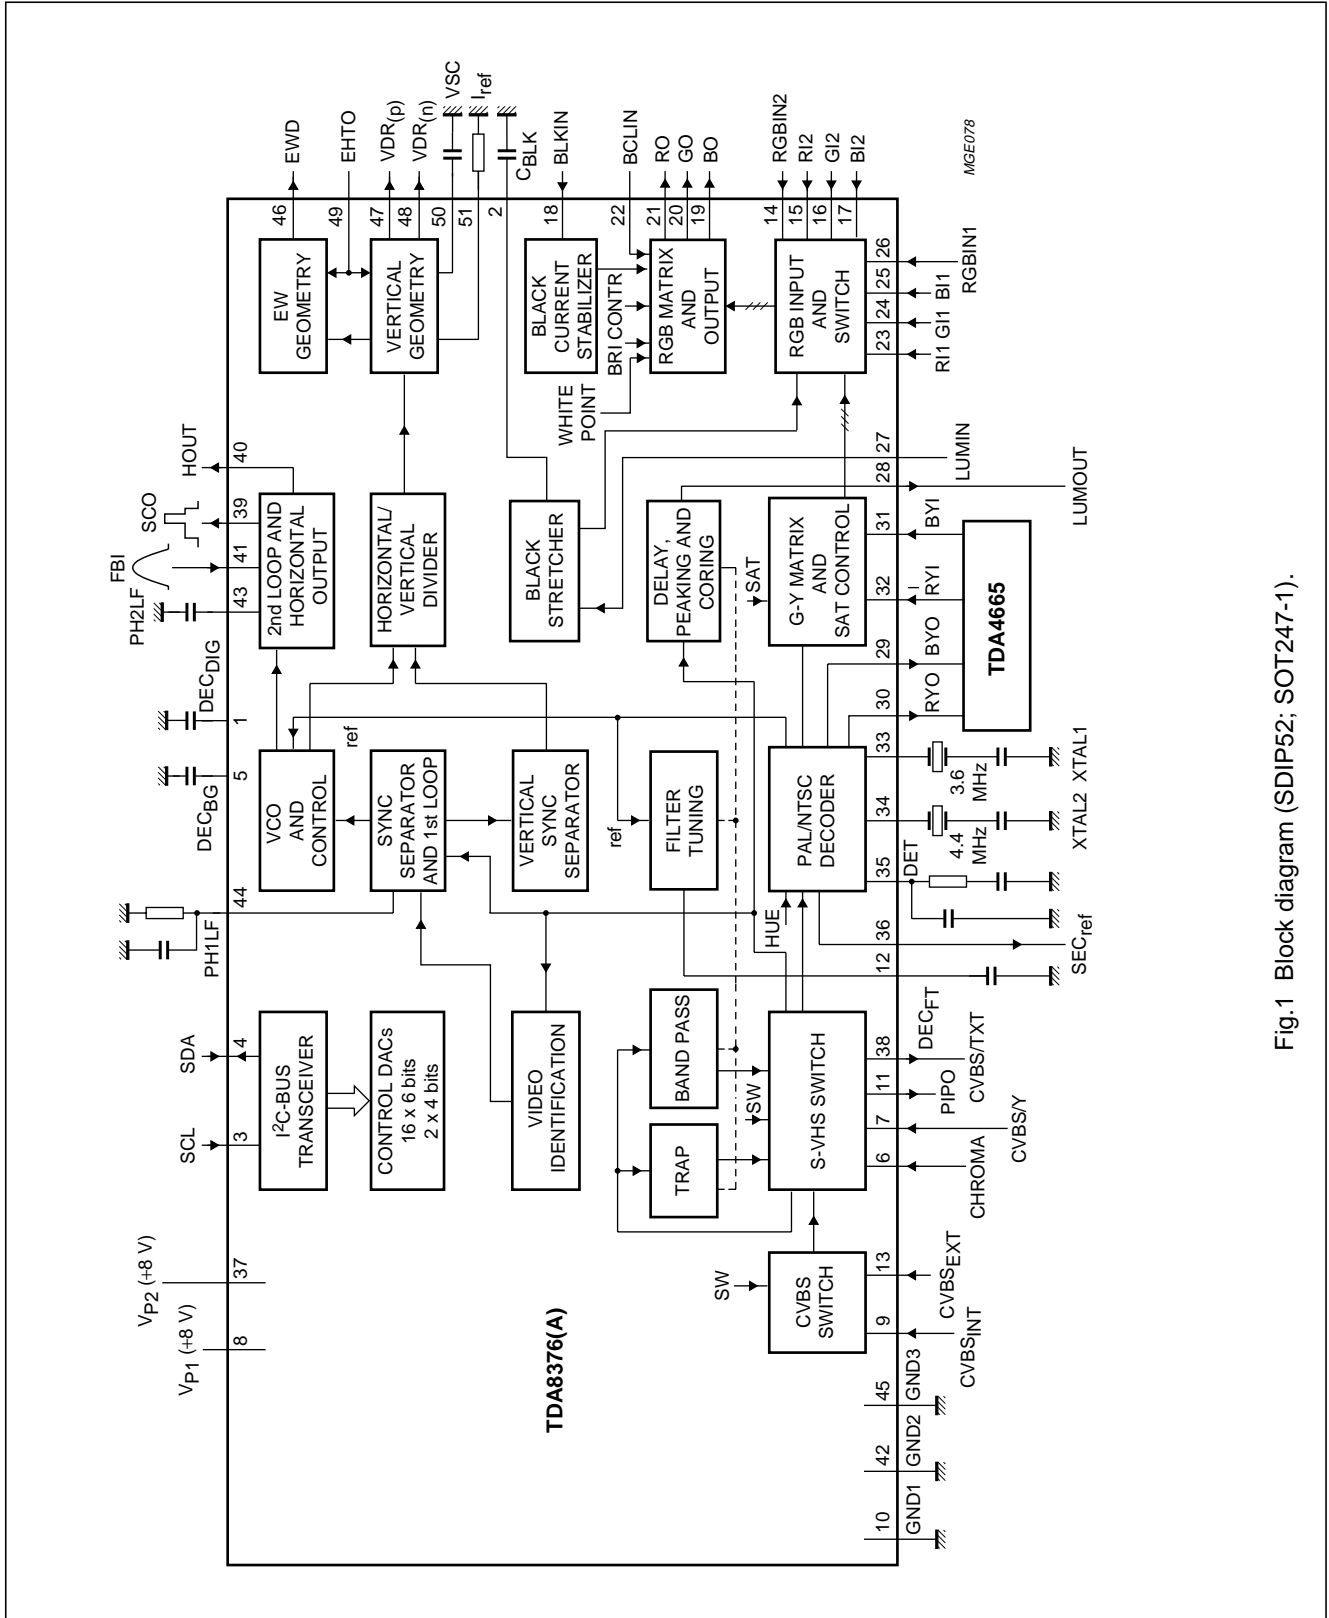 VP1 (+8 V)
VP2 (+8 V)
8
37
SCL
SDA
3
4
I2C-BUS
TRANSCEIVER
CONTROL DACs
16 x 6 bits
2 x 4 bits
VIDEO
IDENTIFICATION
TDA8376(A)
PH1LF
44
DECBG
5
DECDIG
1
VCO
AND
CONTROL
ref
SYNC
SEPARATOR
AND 1st LOOP
VERTICAL
SYNC
SEPARATOR
PH2LF
43
FBI
41
SCO
39
HOUT
40
2nd LOOP AND
HORIZONTAL
OUTPUT
HORIZONTAL/
VERTICAL
DIVIDER
EW
GEOMETRY
VERTICAL
GEOMETRY
46
EWD
49
EHTO
47
VDR(p)
48
VDR(n)
50
VSC
51
Iref
2
CBLK
18
BLKIN
22
BCLIN
21
RO
20
GO
19
BO
14
RGBIN2
15
RI2
16
GI2
17
BI2
BLACK
CURRENT
STABILIZER
BRI
CONTR
WHITE
POINT
RGB MATRIX
AND
OUTPUT
RGB INPUT
AND
SWITCH
BLACK
STRETCHER
DELAY,
PEAKING AND
CORING
SAT
G-Y MATRIX
AND
SAT CONTROL
ref
FILTER
TUNING
PAL/NTSC
DECODER
HUE
TRAP
BAND PASS
SW
S-VHS SWITCH
SW
CVBS
SWITCH
10
42
45
9
13
6
7
11
38
12
36
35
34
33
30
29
32
31
28
27
23
24
25
26
GND1
GND2
GND3
CVBSINT
CVBSEXT
CHROMA
CVBS/Y
PIPO
CVBS/TXT
DECFT
SECref
DET
4.4
MHz
3.6
MHz
XTAL2
XTAL1
RYO
BYO
RYI
BYI
TDA4665
LUMOUT
LUMIN
RI1
GI1
BI1
RGBIN1
MGE078
Fig.1 Block diagram (SDIP52; SOT247-1).